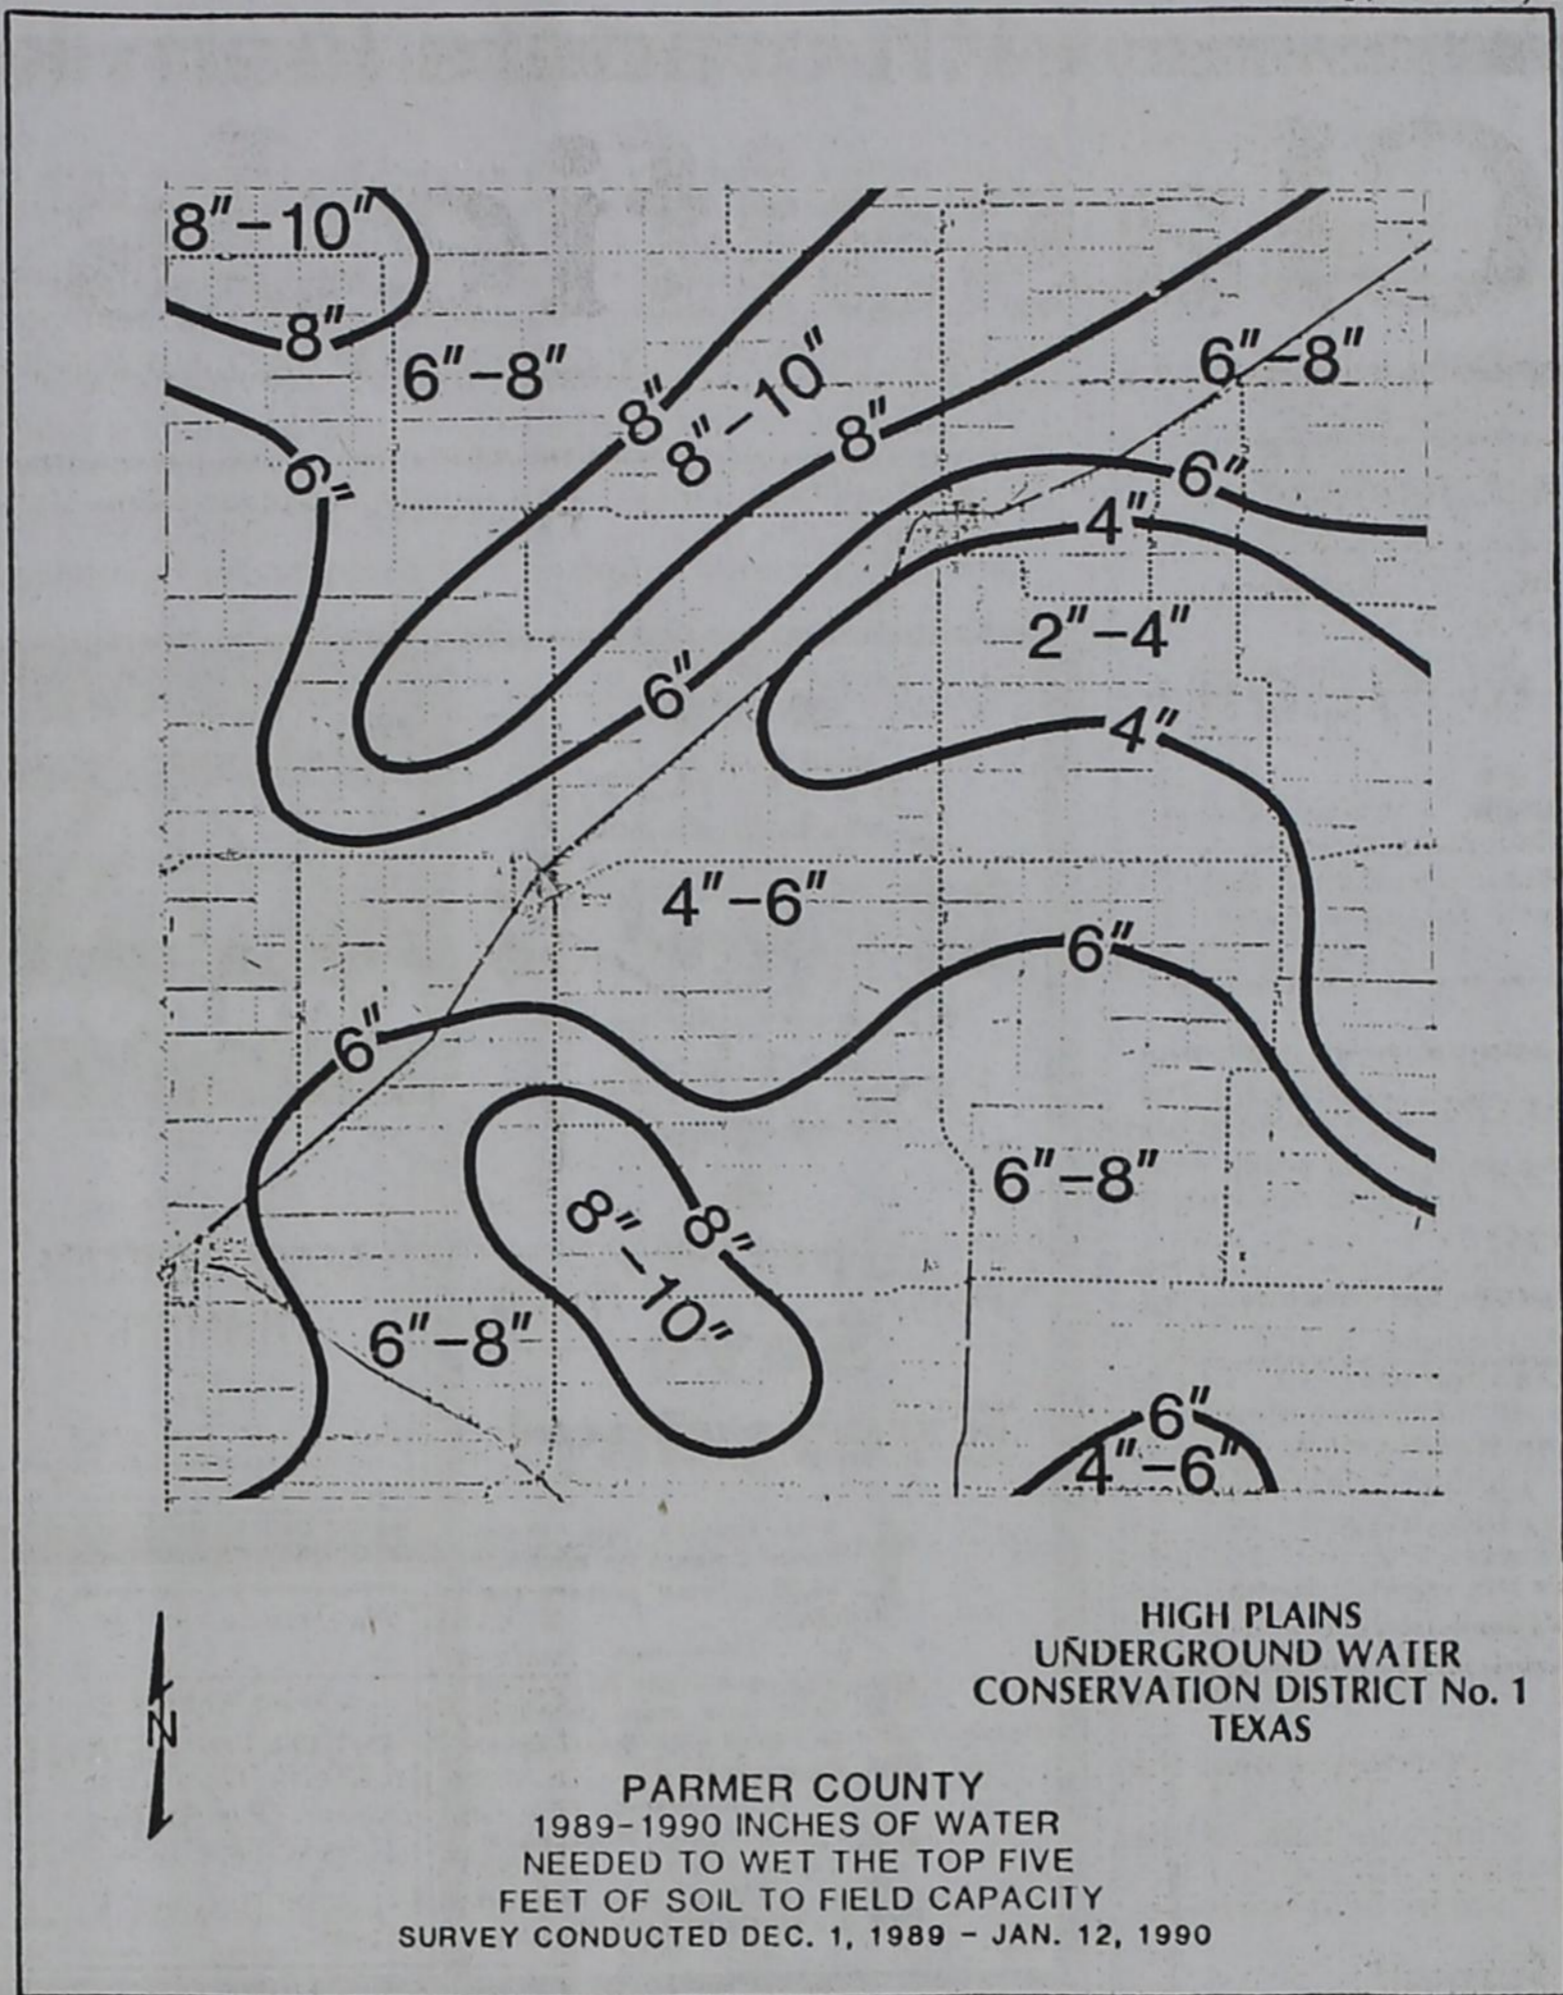 8"-10"
8"
6"-8"
8"
8"-10"
8"
6"-8"
6"
6"
4"
2"-4"
6"
4"
4"-6"
6"
6"
6"-8"
8"
8"-10"
6"-8"
6"
4"-6"
HIGH PLAINS
UNDERGROUND WATER
CONSERVATION DISTRICT No. 1
TEXAS
N
PARMER COUNTY
1989-1990 INCHES OF WATER
NEEDED TO WET THE TOP FIVE
FEET OF SOIL TO FIELD CAPACITY
SURVEY CONDUCTED DEC. 1, 1989 - JAN. 12, 1990